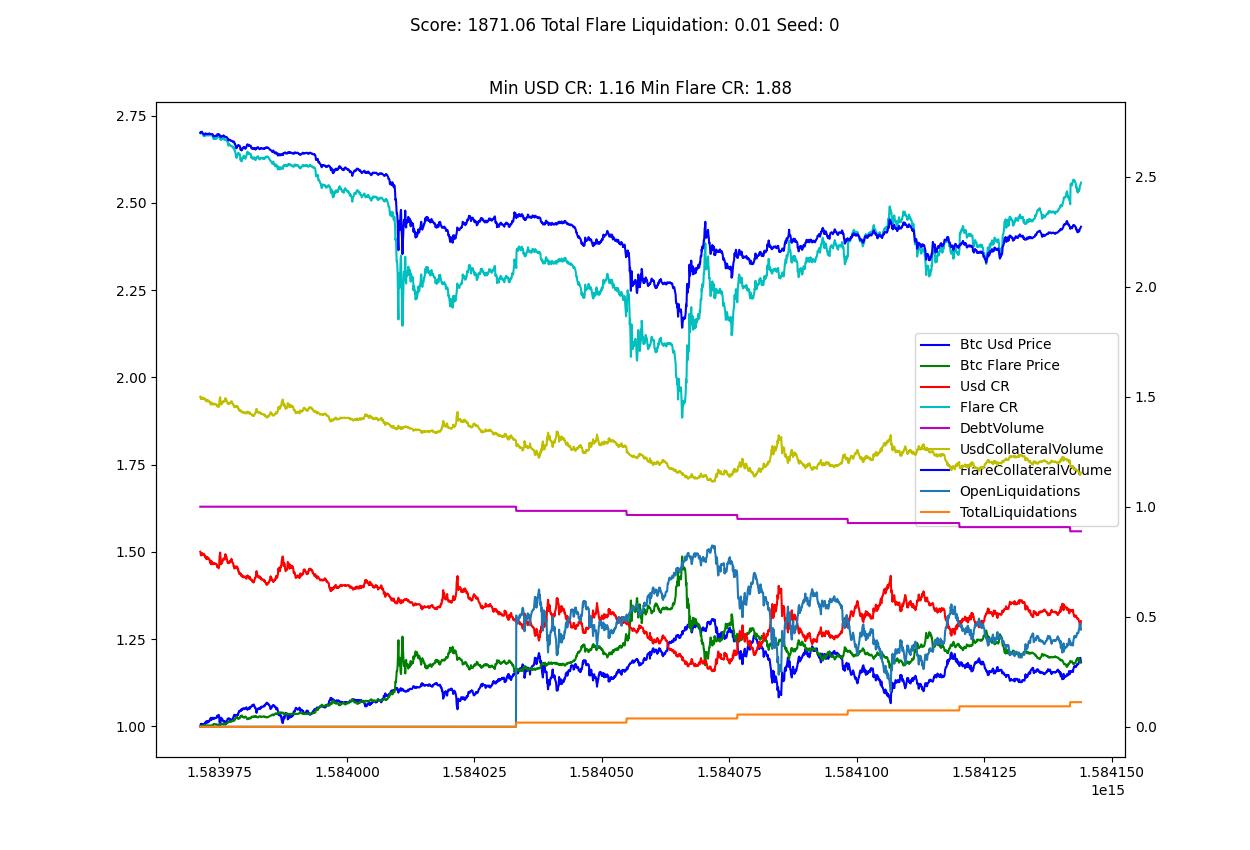 Score: 1871.06 Total Flare Liquidation: 0.01 Seed: 0
Min USD CR: 1.16 Min Flare CR: 1.88
2.75
2.50
2.25
2.00
1.75
1.50
1.25
1.00
2.5
2.0
1.5
1.0
0.5
0.0
Btc Usd Price
Btc Flare Price
Usd CR
Flare CR
DebtVolume
UsdCollateralVolume
FlareCollateralVolume
OpenLiquidations
TotalLiquidations
1.583975 1.584000 1.584025 1.584050 1.584075 1.584100 1.584125 1.584150
1e15